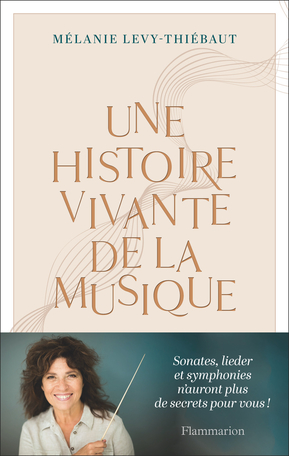 MÉLANIE LEVY-THIÉBAUT
UNE
HISTOIRE
VIVANTE
DE LA
MUSIQUE
Sonates, lieder
et symphonies
n'auront plus
de secrets pour vous !
Flammarion